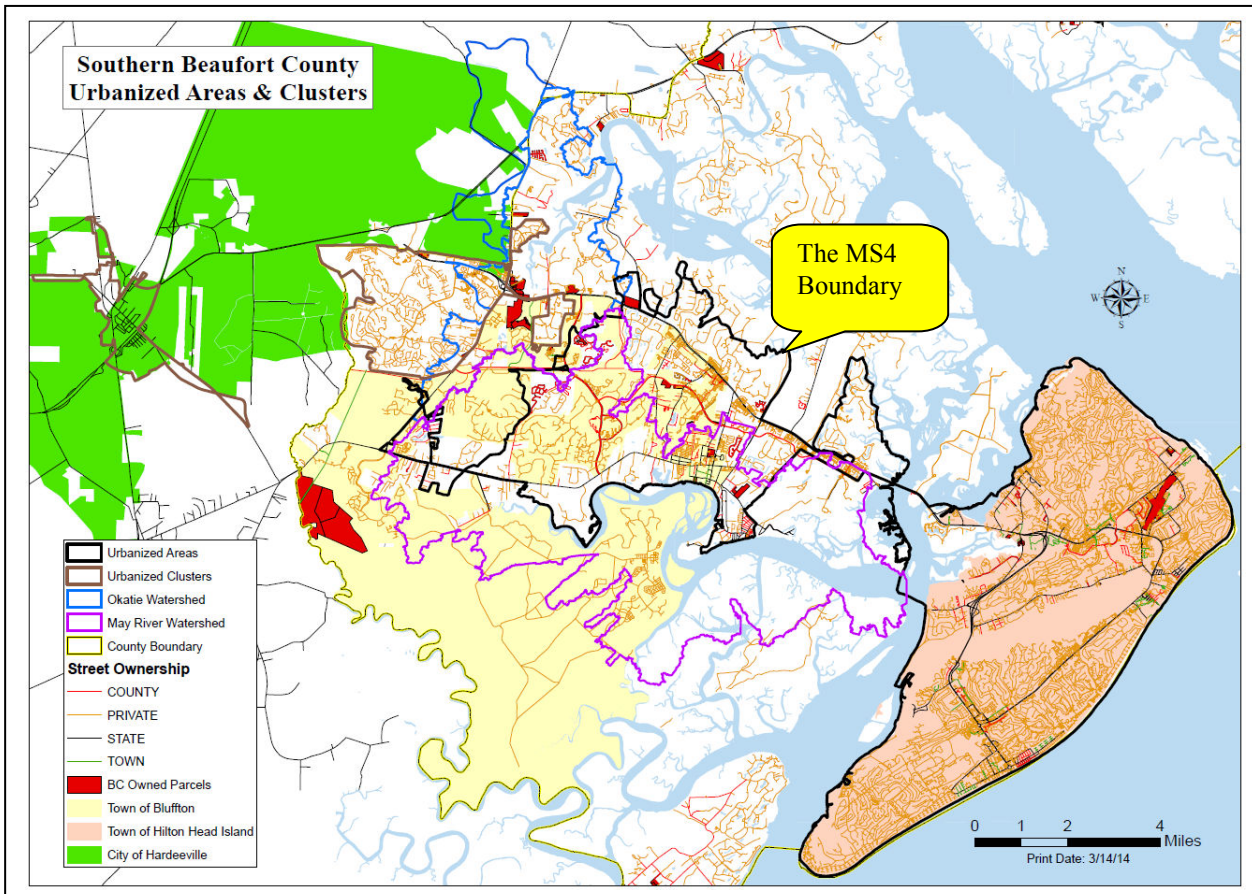 Southern Beaufort County
Urbanized Areas & Clusters
The MS4
Boundary
N
W E
S
Urbanized Areas
Urbanized Clusters
Okatie Watershed
May River Watershed
County Boundary
Street Ownership
COUNTY
PRIVATE
STATE
TOWN
BC Owned Parcels
Town of Bluffton
Town of Hilton Head Island
City of Hardeeville
0 1 2 4
Miles
Print Date: 3/14/14